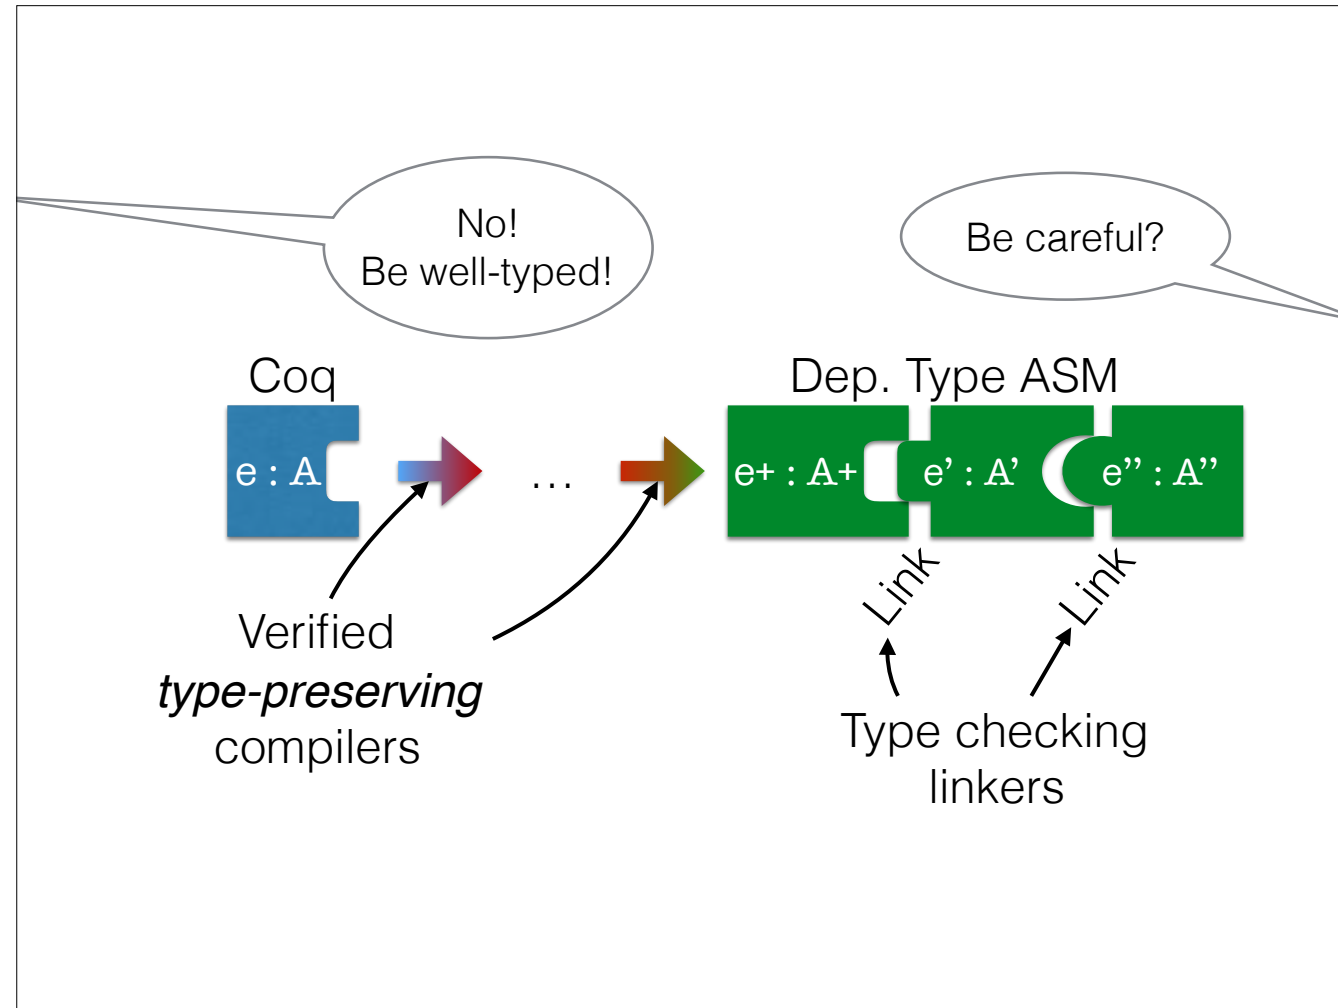 No!
Be well-typed!
Be careful?
Coq
Dep. Type ASM
e : A
...
e+ : A+
e’ : A’
e’’ : A’’
Link
Link
Verified
type-preserving
compilers
Type checking
linkers